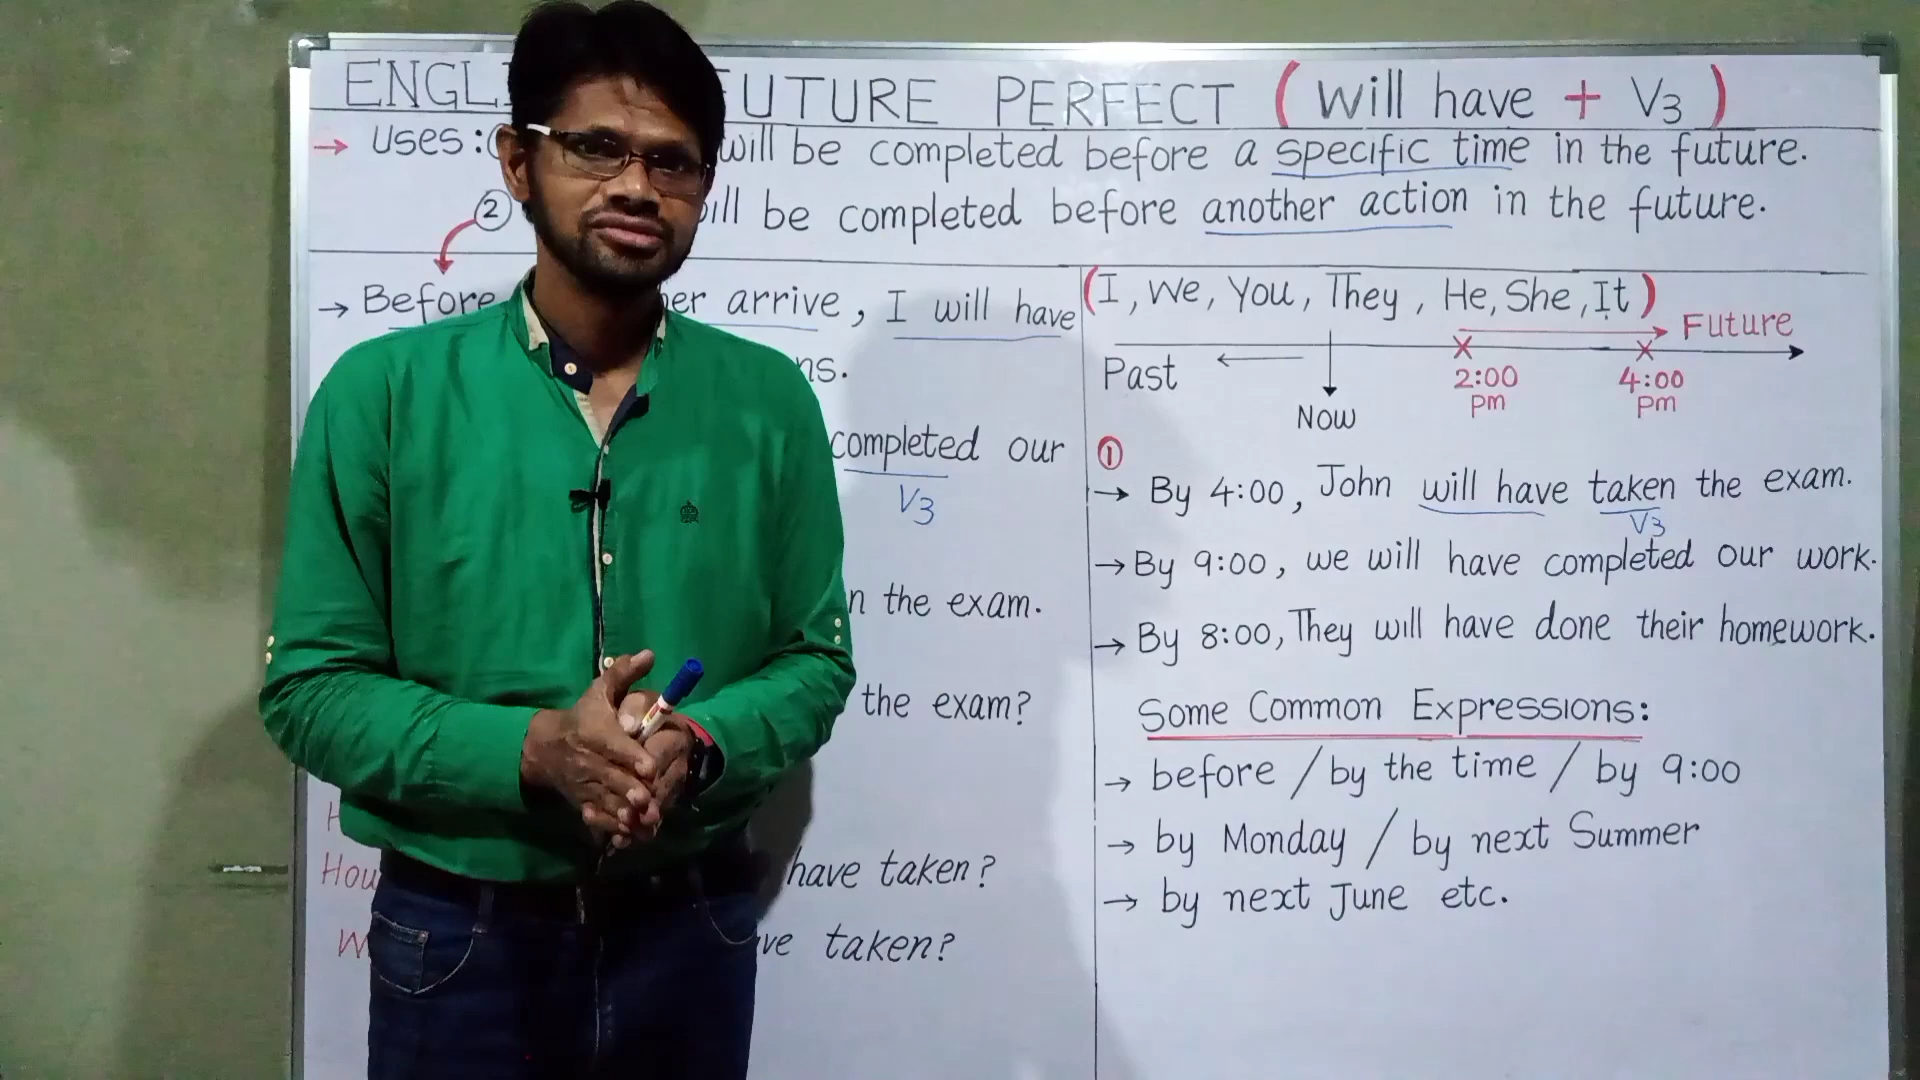 ENGL UTURE PERFECT ( Will have + V3 )
→ Uses : will be completed before a specific time in the future.
② will be completed before another action in the future.
→ Before er arrive, I will have
ns.
completed our
V3
n the exam.
the exam?
H
How have taken?
W ve taken?
(I, We, You, They, He, She, It)
Future
Past
Now
2:00 pm
4:00 pm
①
→ By 4:00, John will have taken the exam.
V3
→ By 9:00, we will have completed our work.
→ By 8:00, They will have done their homework.
Some Common Expressions:
→ before / by the time / by 9:00
→ by Monday / by next Summer
→ by next June etc.